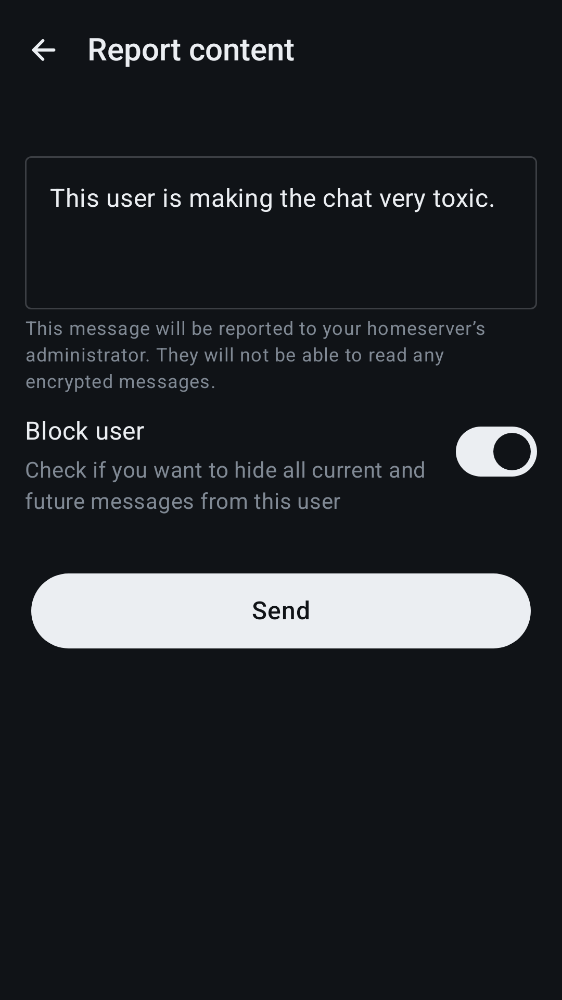 Report content
This user is making the chat very toxic.
This message will be reported to your homeserver’s
administrator. They will not be able to read any
encrypted messages.
Block user
Check if you want to hide all current and
future messages from this user
Send